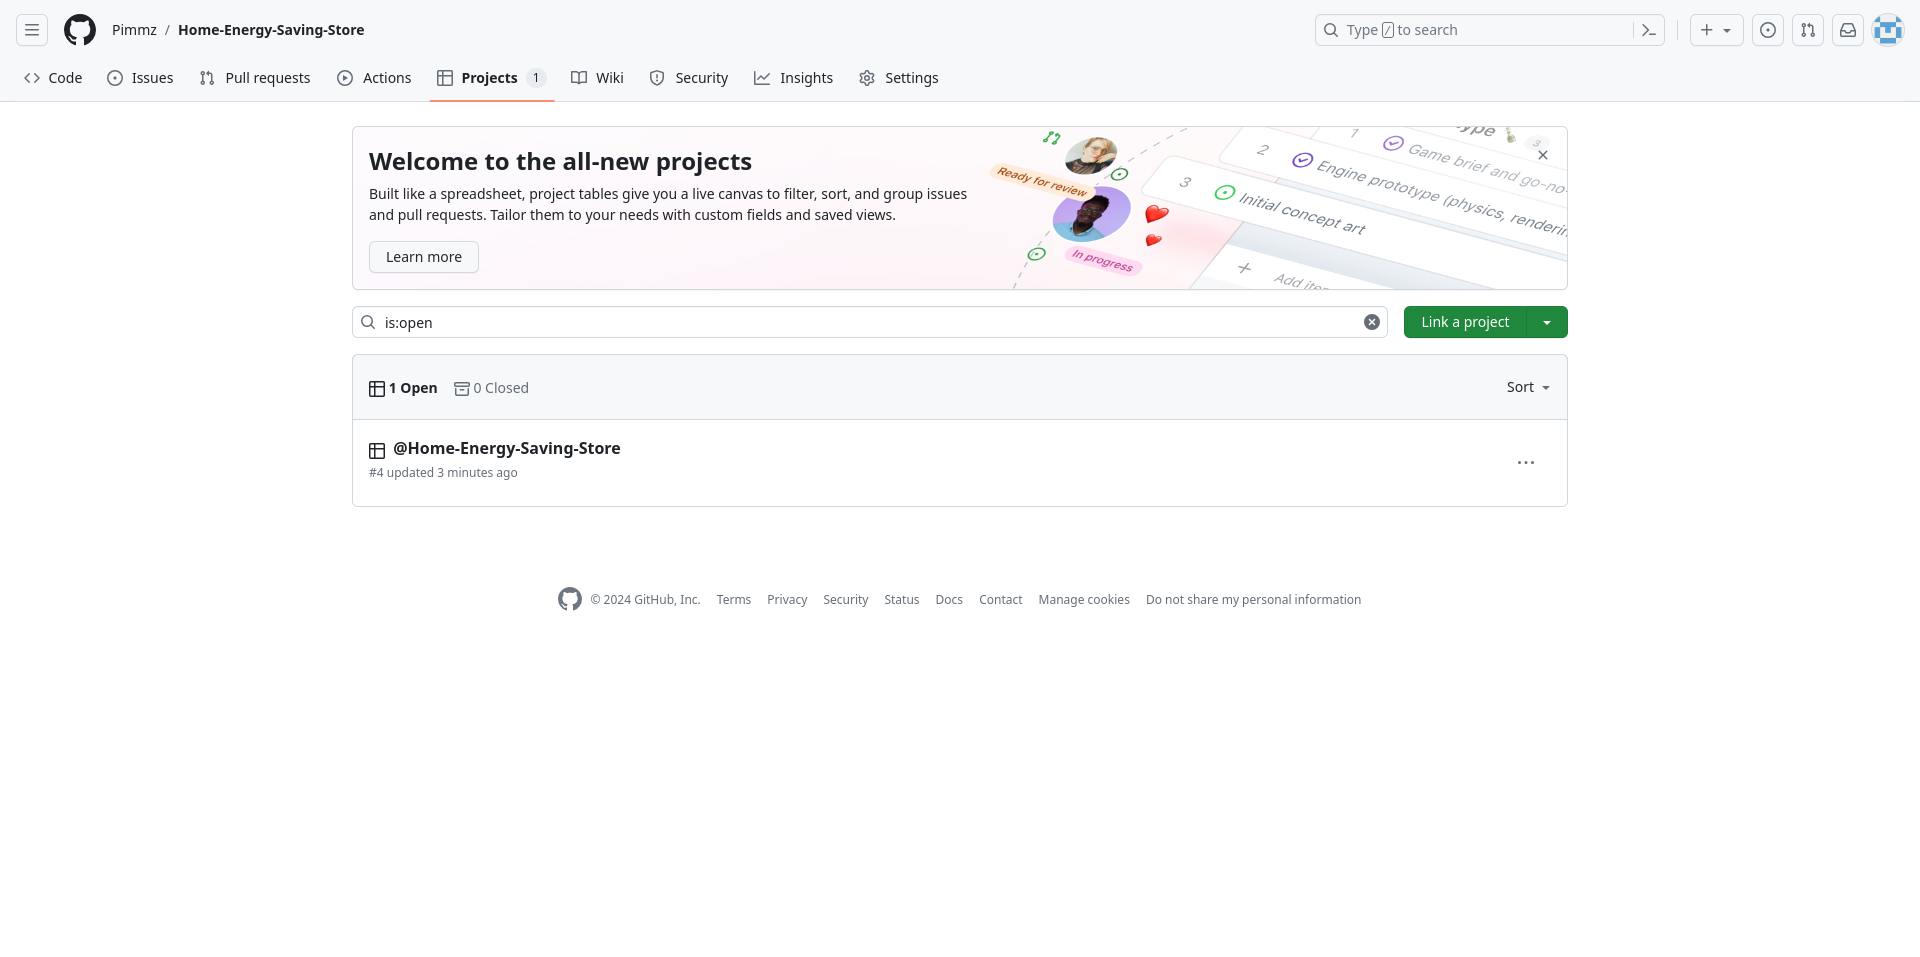 Pimmz / Home-Energy-Saving-Store
Type / to search
Code
Issues
Pull requests
Actions
Projects 1
Wiki
Security
Insights
Settings
Welcome to the all-new projects
Built like a spreadsheet, project tables give you a live canvas to filter, sort, and group issues
and pull requests. Tailor them to your needs with custom fields and saved views.
Learn more
Ready for review
In progress
1 Game brief and go-no-
2 Engine prototype (physics, renderin
3 Initial concept art
+ Add ite
ype
3
is:open
Link a project
1 Open
0 Closed
Sort
@Home-Energy-Saving-Store
#4 updated 3 minutes ago
...
© 2024 GitHub, Inc.
Terms
Privacy
Security
Status
Docs
Contact
Manage cookies
Do not share my personal information